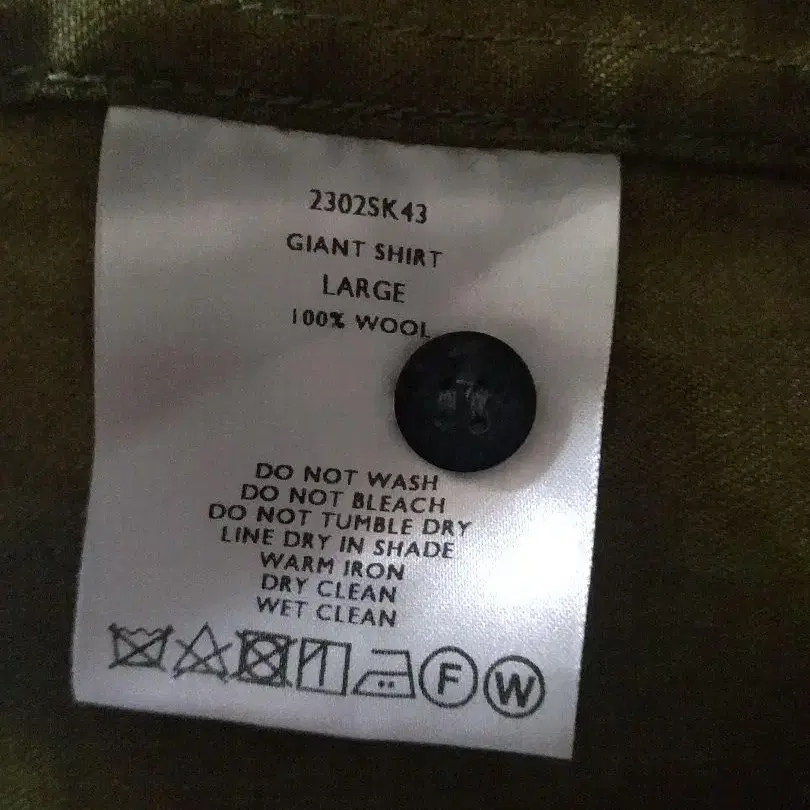 2302SK43
GIANT SHIRT
LARGE
100% WOOL
DO NOT WASH
DO NOT BLEACH
DO NOT TUMBLE DRY
LINE DRY IN SHADE
WARM IRON
DRY CLEAN
WET CLEAN
F W